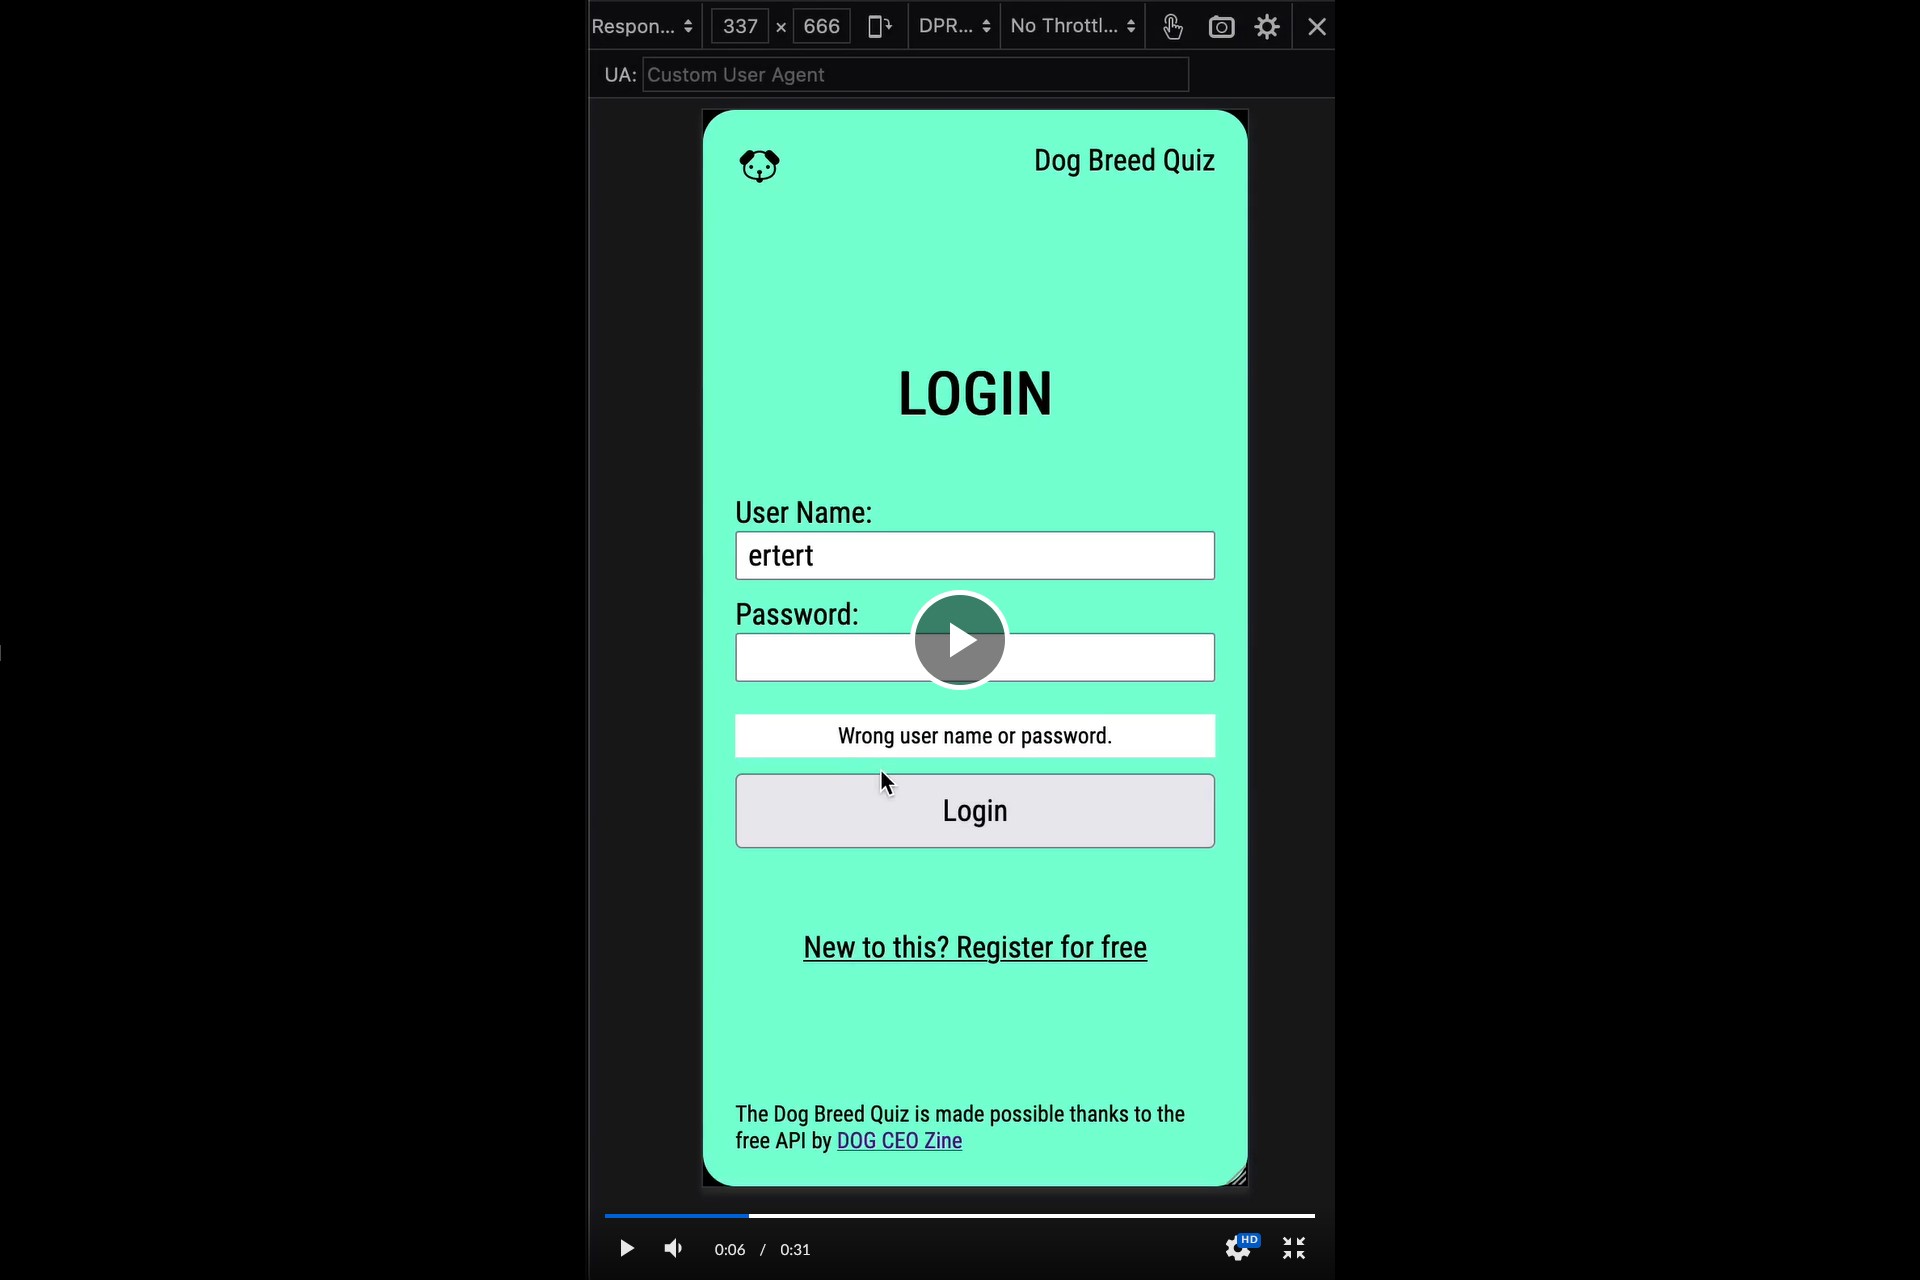 Respon... 337 × 666 DPR... No Throttl...
UA: Custom User Agent
Dog Breed Quiz
LOGIN
User Name:
ertert
Password:
Wrong user name or password.
Login
New to this? Register for free
The Dog Breed Quiz is made possible thanks to the
free API by DOG CEO Zine
0:06 / 0:31 HD